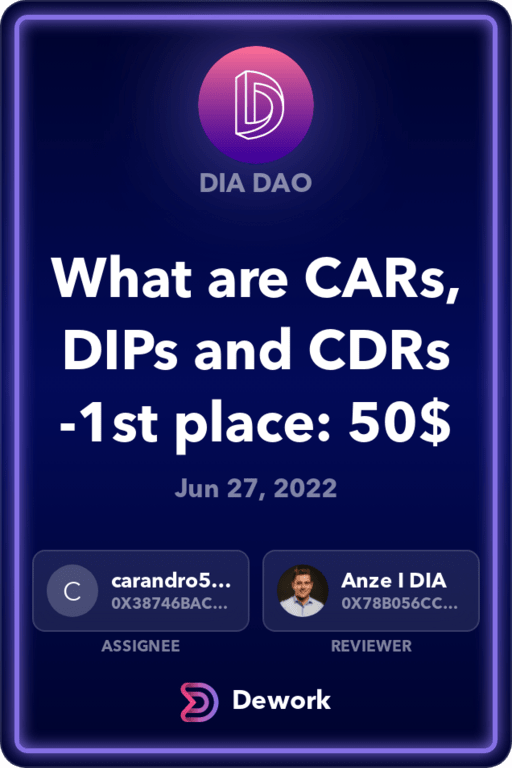 DIA DAO
What are CARs,
DIPs and CDRs
-1st place: 50$
Jun 27, 2022
C
carandro5...
0X38746BAC...
ASSIGNEE
Anze I DIA
0X78B056CC...
REVIEWER
Dework